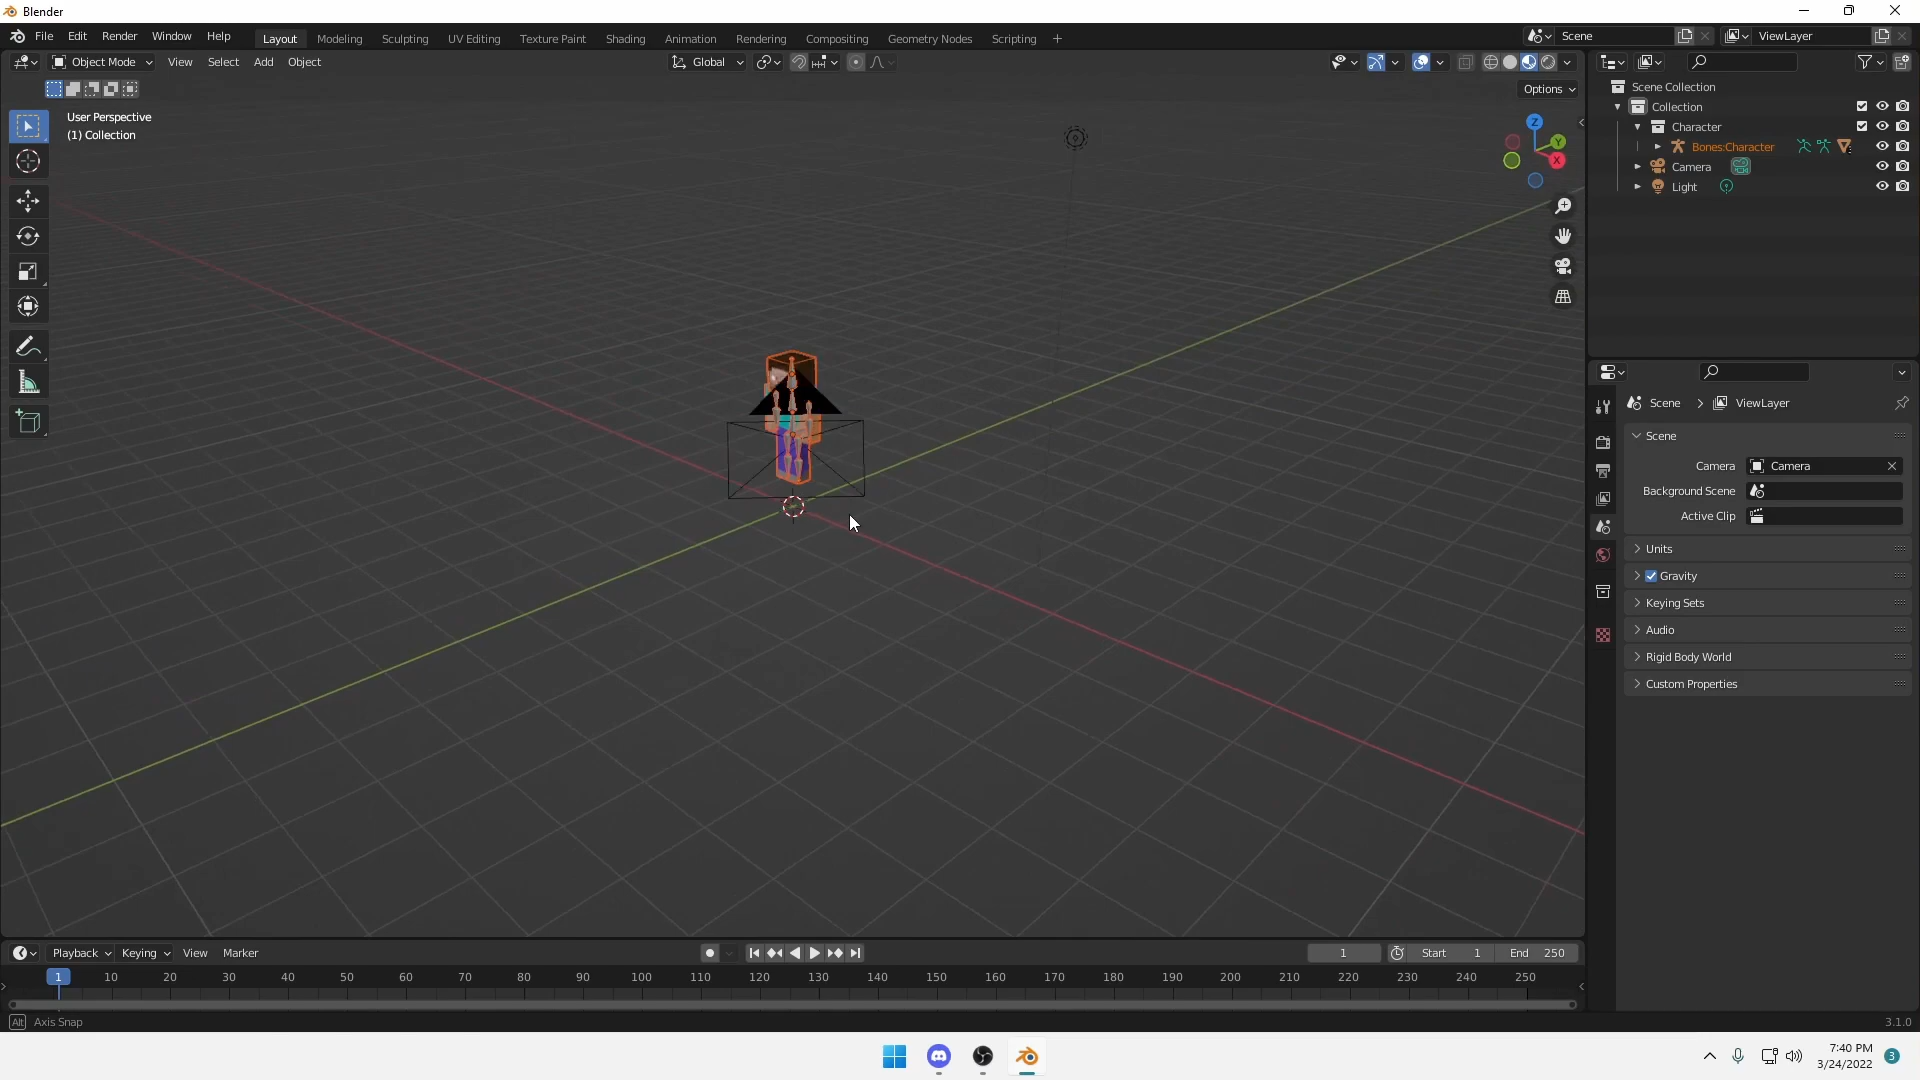 Blender
File Edit Render Window Help
Layout Modeling Sculpting UV Editing Texture Paint Shading Animation Rendering Compositing Geometry Nodes Scripting +
Scene
ViewLayer
Object Mode View Select Add Object
Global
Options
User Perspective
(1) Collection
Z
Y
X
Scene Collection
Collection
Character
Bones:Character
Camera
Light
Scene > ViewLayer
Scene
Camera Camera
Background Scene
Active Clip
Units
Gravity
Keying Sets
Audio
Rigid Body World
Custom Properties
Playback Keying View Marker
1 Start 1 End 250
1 10 20 30 40 50 60 70 80 90 100 110 120 130 140 150 160 170 180 190 200 210 220 230 240 250
Alt Axis Snap
3.1.0
7:40 PM
3/24/2022
3